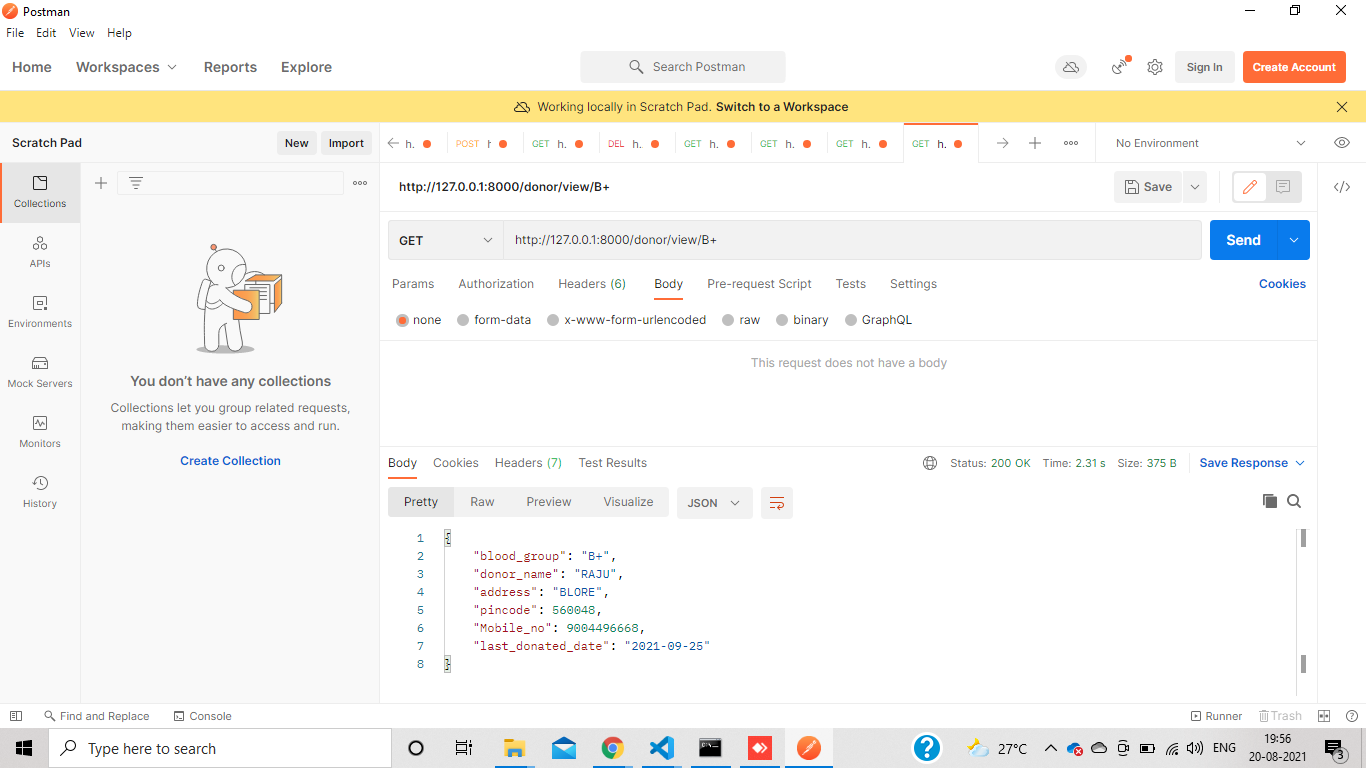 Postman
File Edit View Help
Home Workspaces Reports Explore Search Postman Sign In Create Account
Working locally in Scratch Pad. Switch to a Workspace
Scratch Pad New Import h. POST GET h. DEL h. GET h. GET h. GET h. GET h. No Environment
http://127.0.0.1:8000/donor/view/B+ Save
Collections
GET http://127.0.0.1:8000/donor/view/B+ Send
APIs
Params Authorization Headers (6) Body Pre-request Script Tests Settings Cookies
Environments
none form-data x-www-form-urlencoded raw binary GraphQL
This request does not have a body
Mock Servers
You don't have any collections
Collections let you group related requests,
making them easier to access and run.
Monitors
Create Collection
History
Body Cookies Headers (7) Test Results Status: 200 OK Time: 2.31 s Size: 375 B Save Response
Pretty Raw Preview Visualize JSON
1 {
2 "blood_group": "B+",
3 "donor_name": "RAJU",
4 "address": "BLORE",
5 "pincode": 560048,
6 "Mobile_no": 9004496668,
7 "last_donated_date": "2021-09-25"
8 }
Find and Replace Console Runner Trash
Type here to search 27°C ENG 19:56
20-08-2021 3